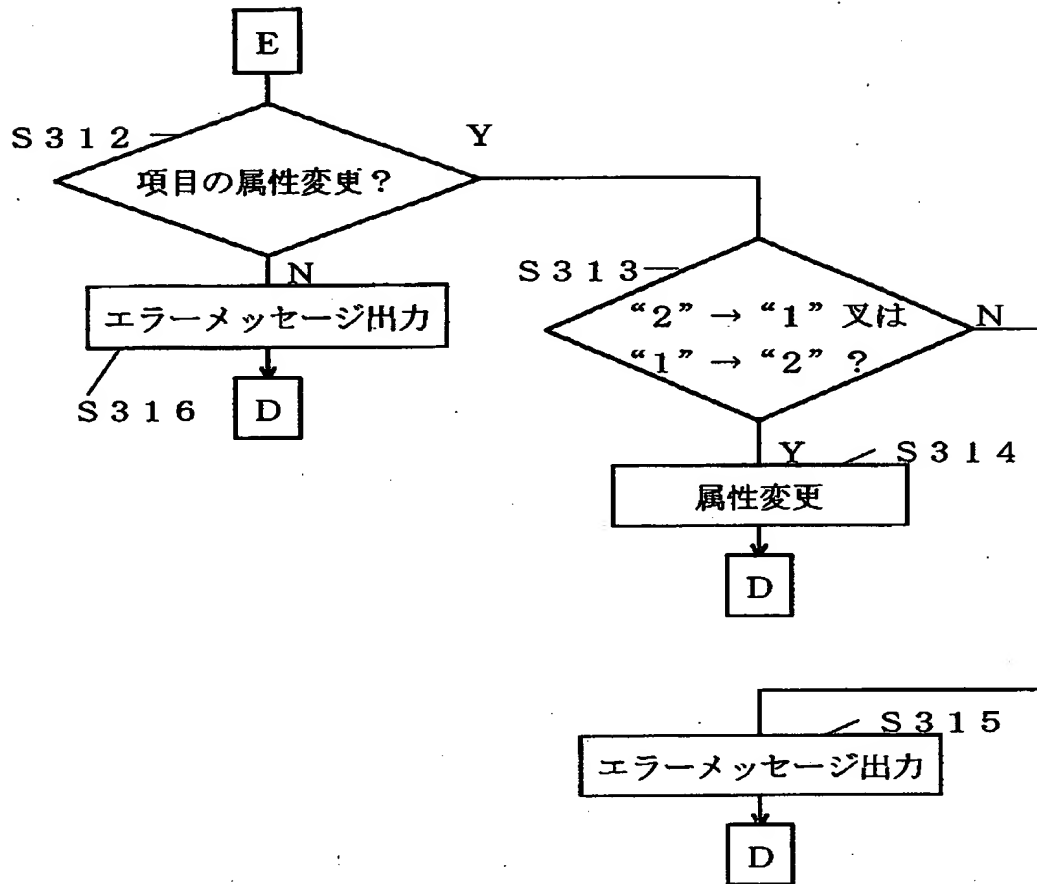 E
S312
Y
項目の属性変更?
N
エラーメッセージ出力
S316
D
S313
“2” → “1” 叉は
“1” → “2” ?
N
Y
S314
属性変更
D
S315
エラーメッセージ出力
D